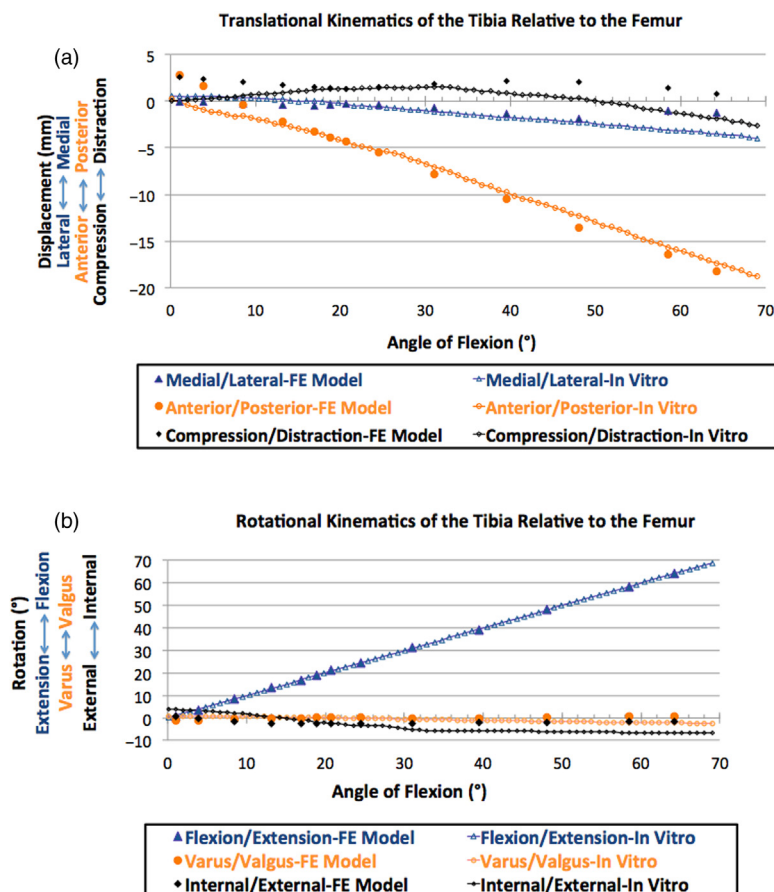 Translational Kinematics of the Tibia Relative to the Femur
(a)
Displacement (mm)
Lateral Medial
Anterior Posterior
Compression Distraction
5
0
−5
−10
−15
−20
0 10 20 30 40 50 60 70
Angle of Flexion (°)
Medial/Lateral-FE Model Medial/Lateral-In Vitro
Anterior/Posterior-FE Model Anterior/Posterior-In Vitro
Compression/Distraction-FE Model Compression/Distraction-In Vitro
(b)
Rotational Kinematics of the Tibia Relative to the Femur
Rotation (°)
Extension Flexion
Varus Valgus
External Internal
70
60
50
40
30
20
10
0
−10
0 10 20 30 40 50 60 70
Angle of Flexion (°)
Flexion/Extension-FE Model Flexion/Extension-In Vitro
Varus/Valgus-FE Model Varus/Valgus-In Vitro
Internal/External-FE Model Internal/External-In Vitro